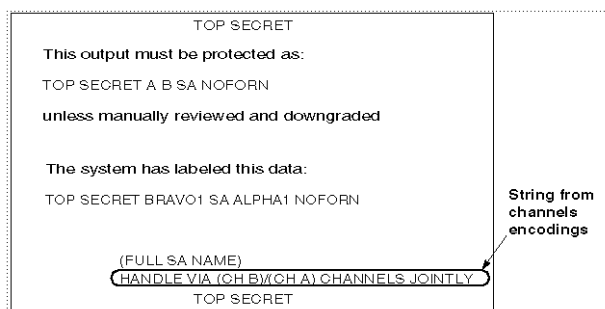 TOP SECRET
This output must be protected as:
TOP SECRET A B SA NOFORN
unless manually reviewed and downgraded
The system has labeled this data:
TOP SECRET BRAVO1 SA ALPHA1 NOFORN
String from
channels
encodings
(FULL SA NAME)
HANDLE VIA (CH B)/(CH A) CHANNELS JOINTLY
TOP SECRET